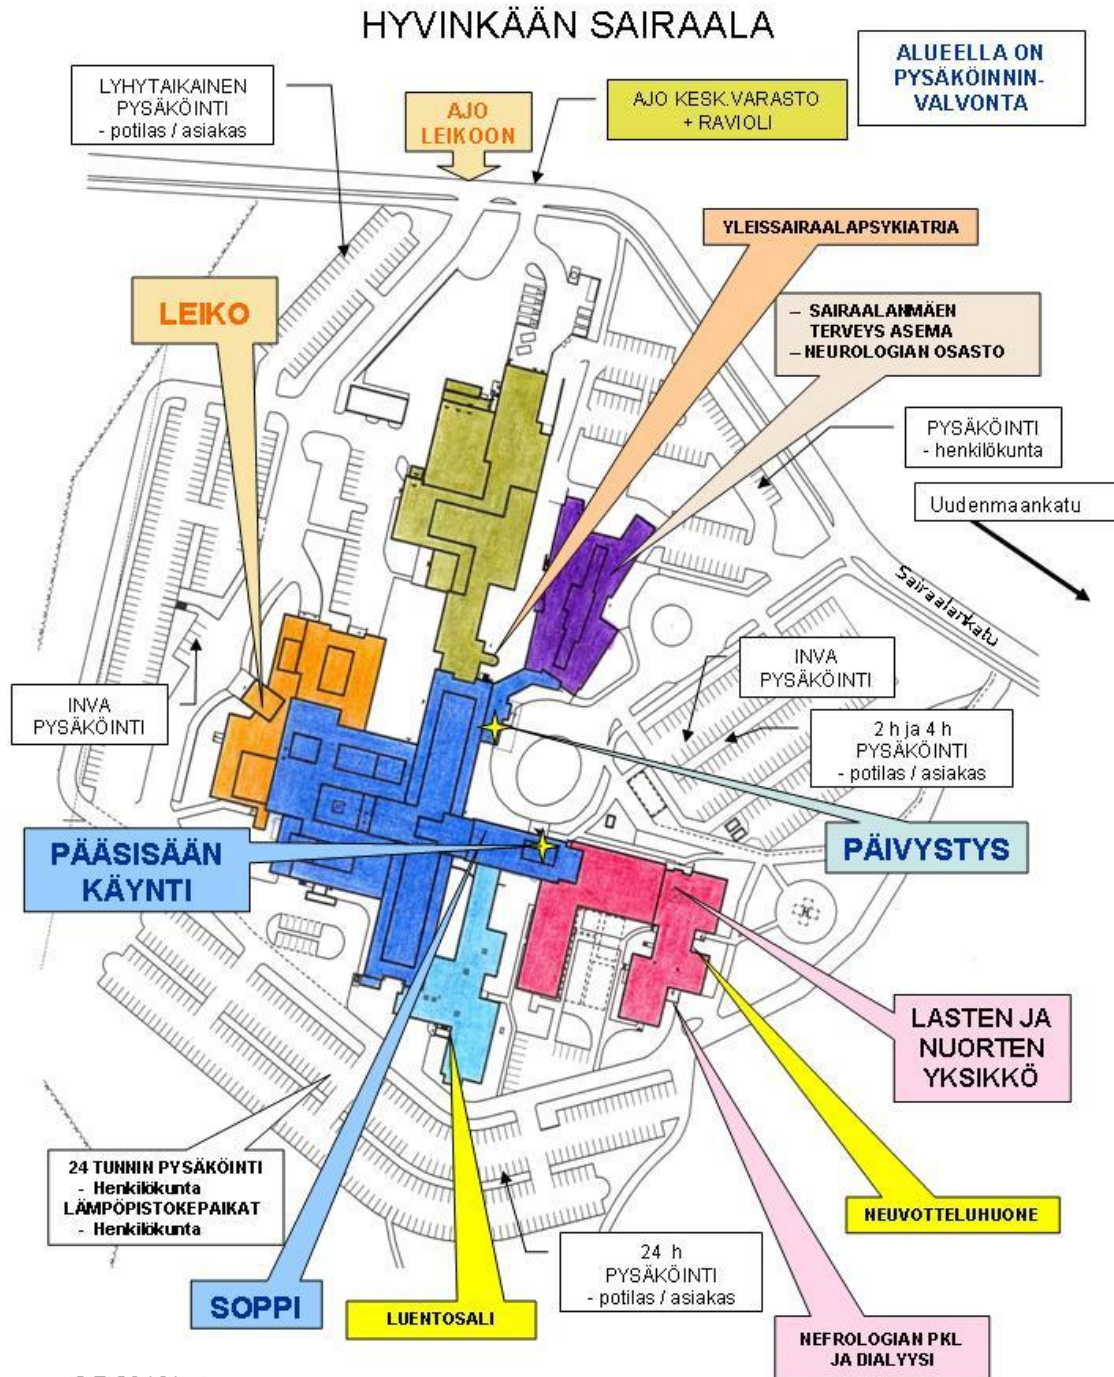 HYVINKÄÄN SAIRAALA
ALUEELLA ON
PYSÄKÖINNIN-
VALVONTA
LYHYTAIKAINEN
PYSÄKÖINTI
- potilas / asiakas
AJO
LEIKOON
AJO KESK.VARASTO
+ RAVIOLI
YLEISSAIRAALAPSYKIATRIA
LEIKO
– SAIRAALANMÄEN
TERVEYS ASEMA
– NEUROLOGIAN OSASTO
PYSÄKÖINTI
- henkilökunta
Uudenmaankatu
Sairaalankatu
INVA
PYSÄKÖINTI
INVA
PYSÄKÖINTI
2 h ja 4 h
PYSÄKÖINTI
- potilas / asiakas
PÄÄSISÄÄN
KÄYNTI
PÄIVYSTYS
LASTEN JA
NUORTEN
YKSIKKÖ
24 TUNNIN PYSÄKÖINTI
- Henkilökunta
LÄMPÖPISTOKEPAIKAT
- Henkilökunta
NEUVOTTELUHUONE
24 h
PYSÄKÖINTI
- potilas / asiakas
SOPPI
LUENTOSALI
NEFROLOGIAN PKL
JA DIALYYSI